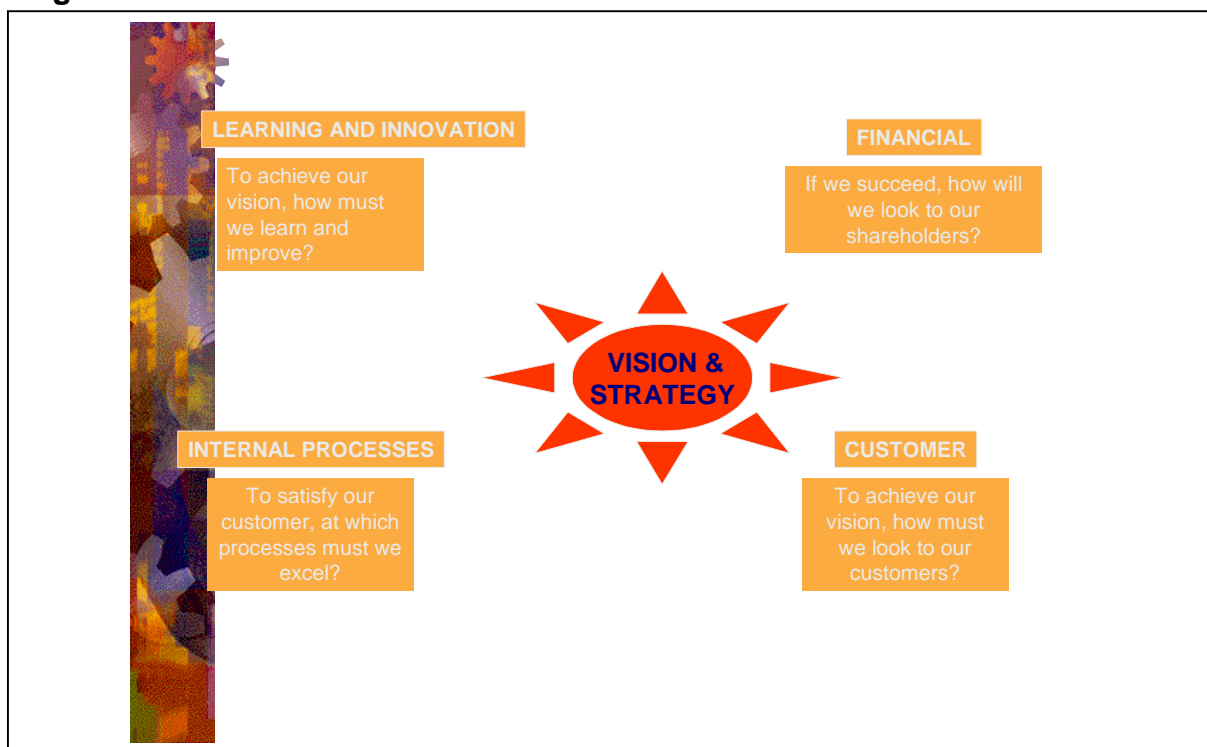 LEARNING AND INNOVATION
To achieve our
vision, how must
we learn and
improve?
FINANCIAL
If we succeed, how will
we look to our
shareholders?
VISION &
STRATEGY
INTERNAL PROCESSES
To satisfy our
customer, at which
processes must we
excel?
CUSTOMER
To achieve our
vision, how must
we look to our
customers?